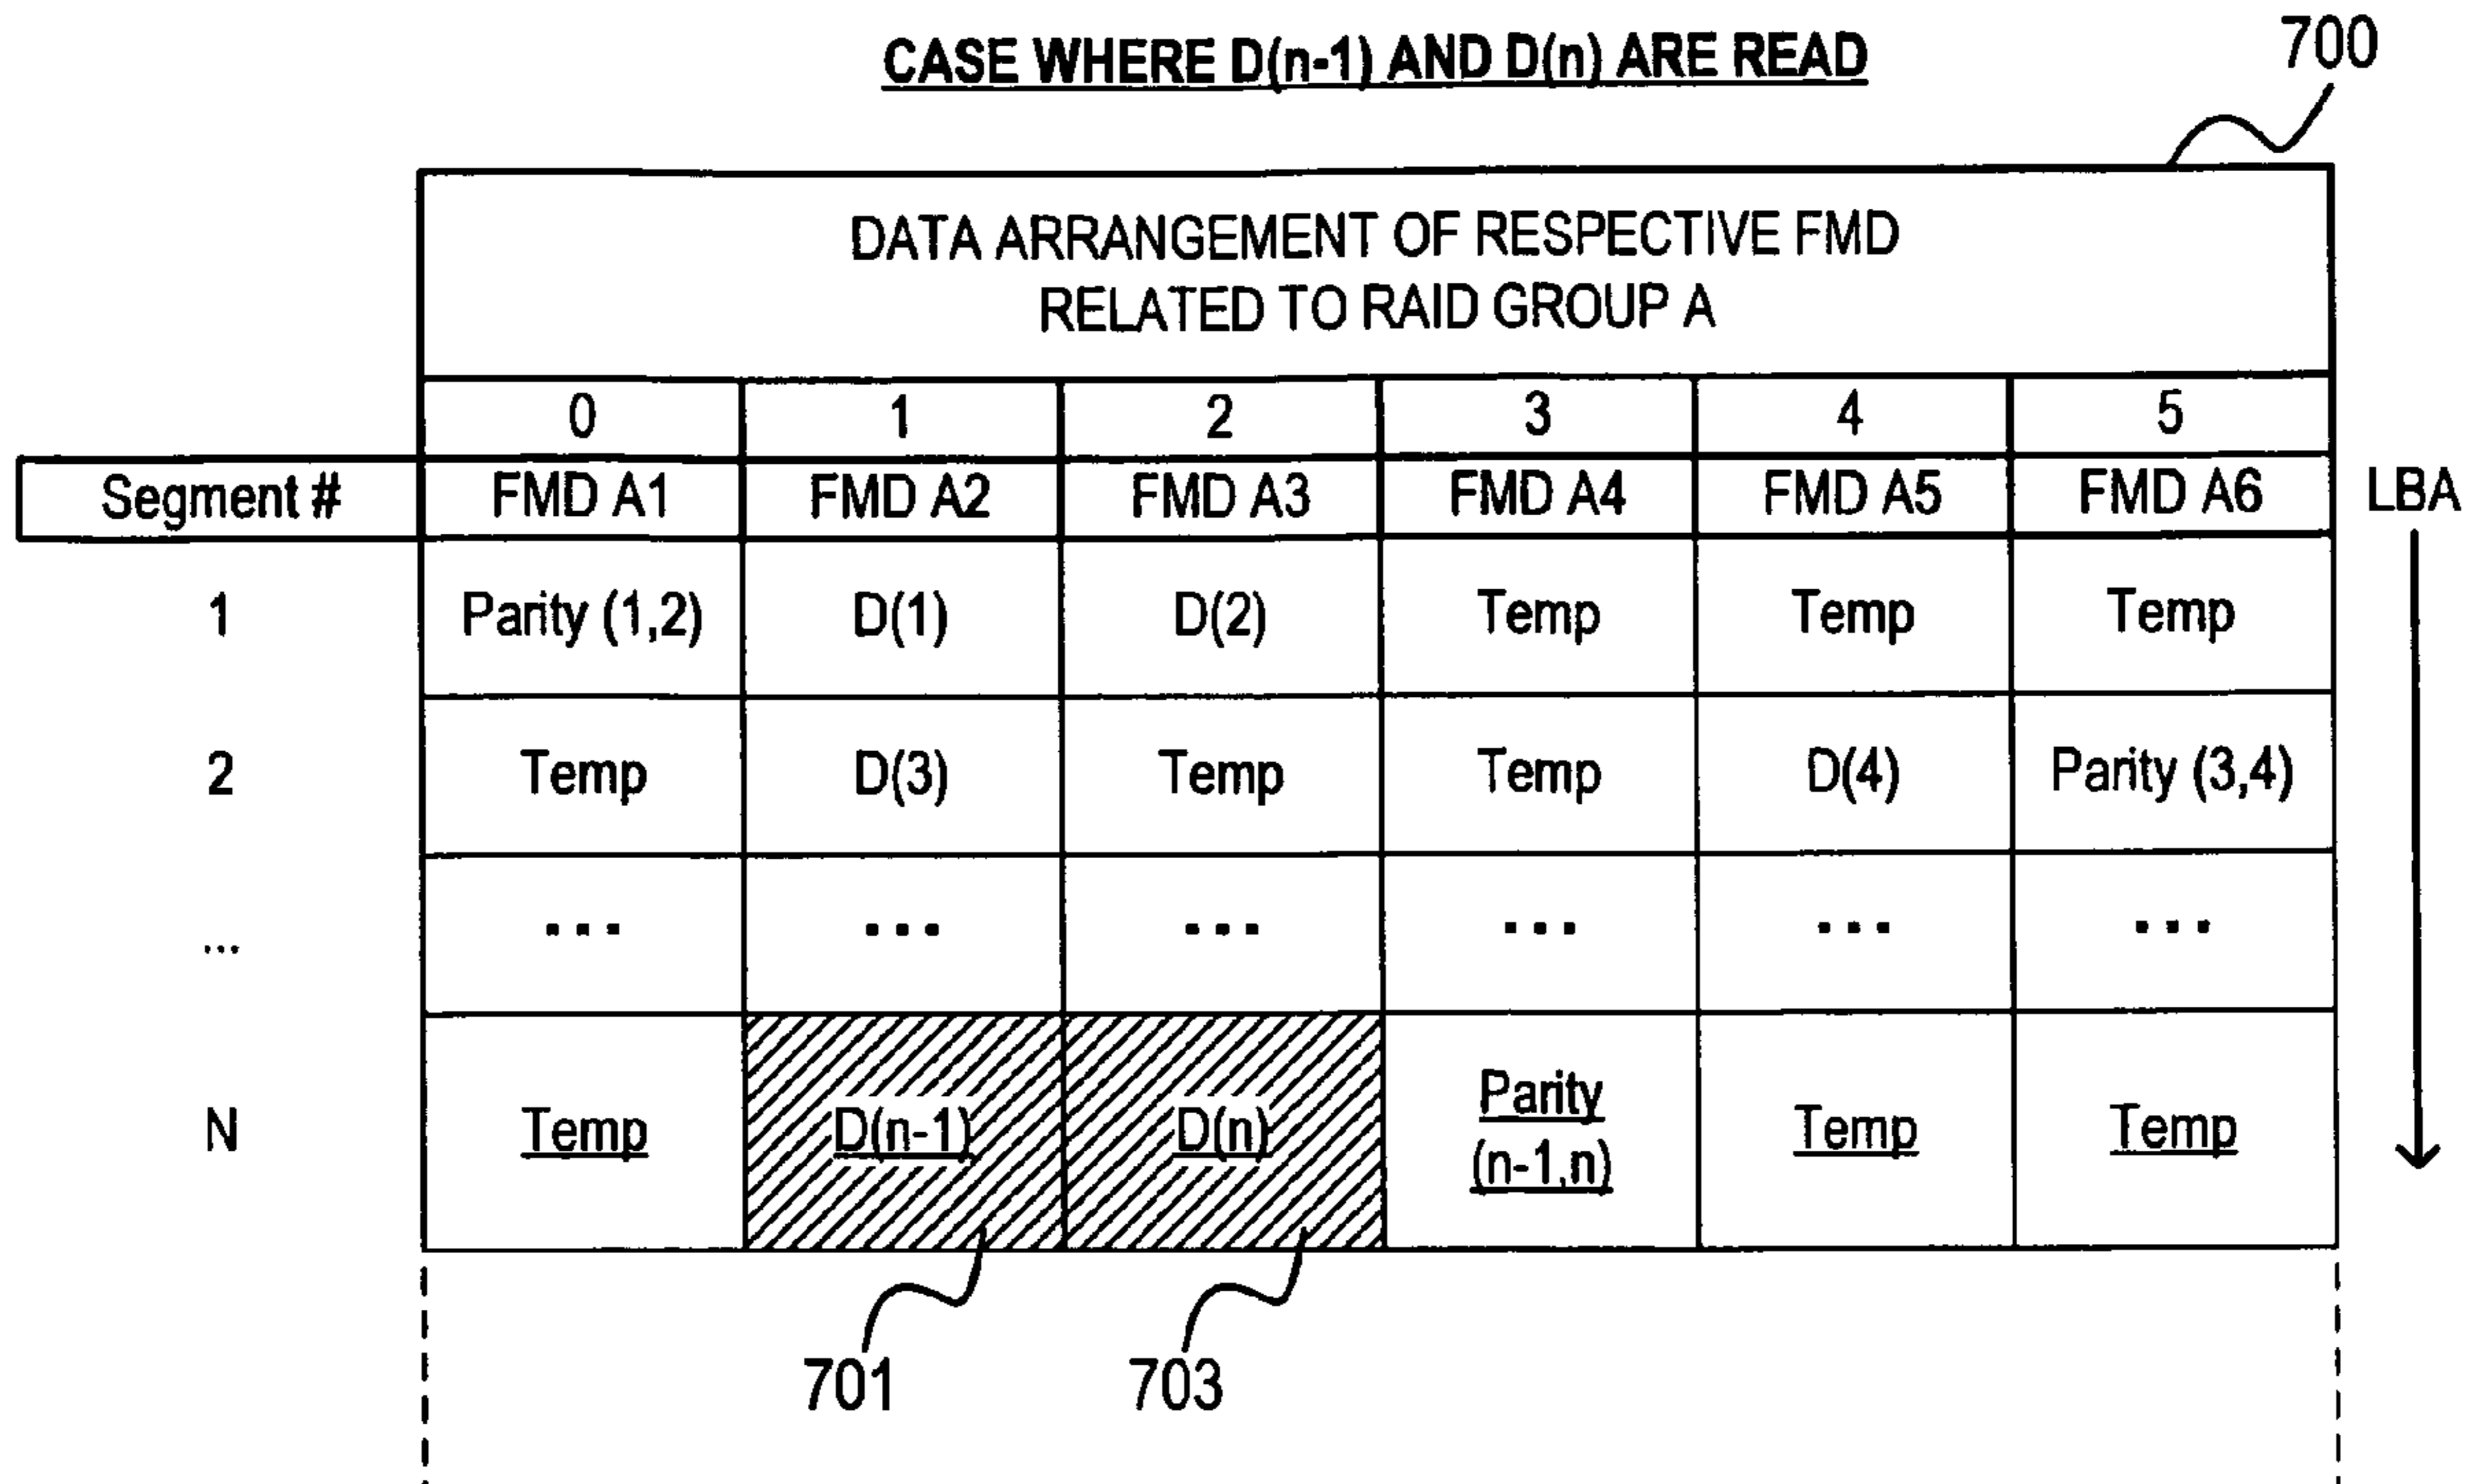 CASE WHERE D(n-1) AND D(n) ARE READ
700
DATA ARRANGEMENT OF RESPECTIVE FMD
RELATED TO RAID GROUP A
0 1 2 3 4 5
Segment # FMD A1 FMD A2 FMD A3 FMD A4 FMD A5 FMD A6 LBA
1 Parity (1,2) D(1) D(2) Temp Temp Temp
2 Temp D(3) Temp Temp D(4) Parity (3,4)
... ... ... ... ... ... ...
N Temp D(n-1) D(n) Parity (n-1,n) Temp Temp
701 703